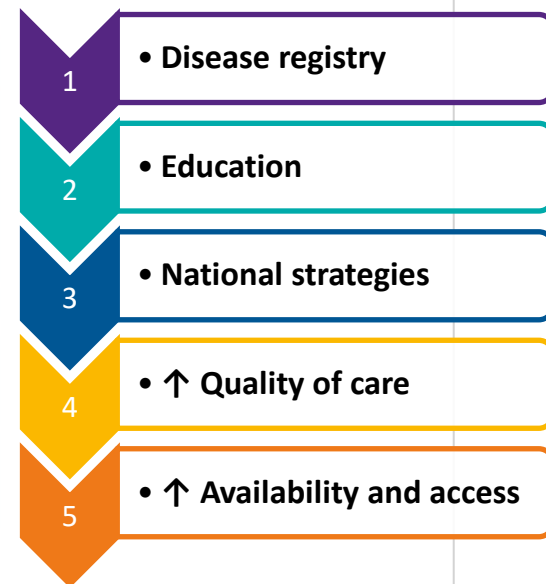 1
• Disease registry
2
• Education
3
• National strategies
4
• ↑ Quality of care
5
• ↑ Availability and access